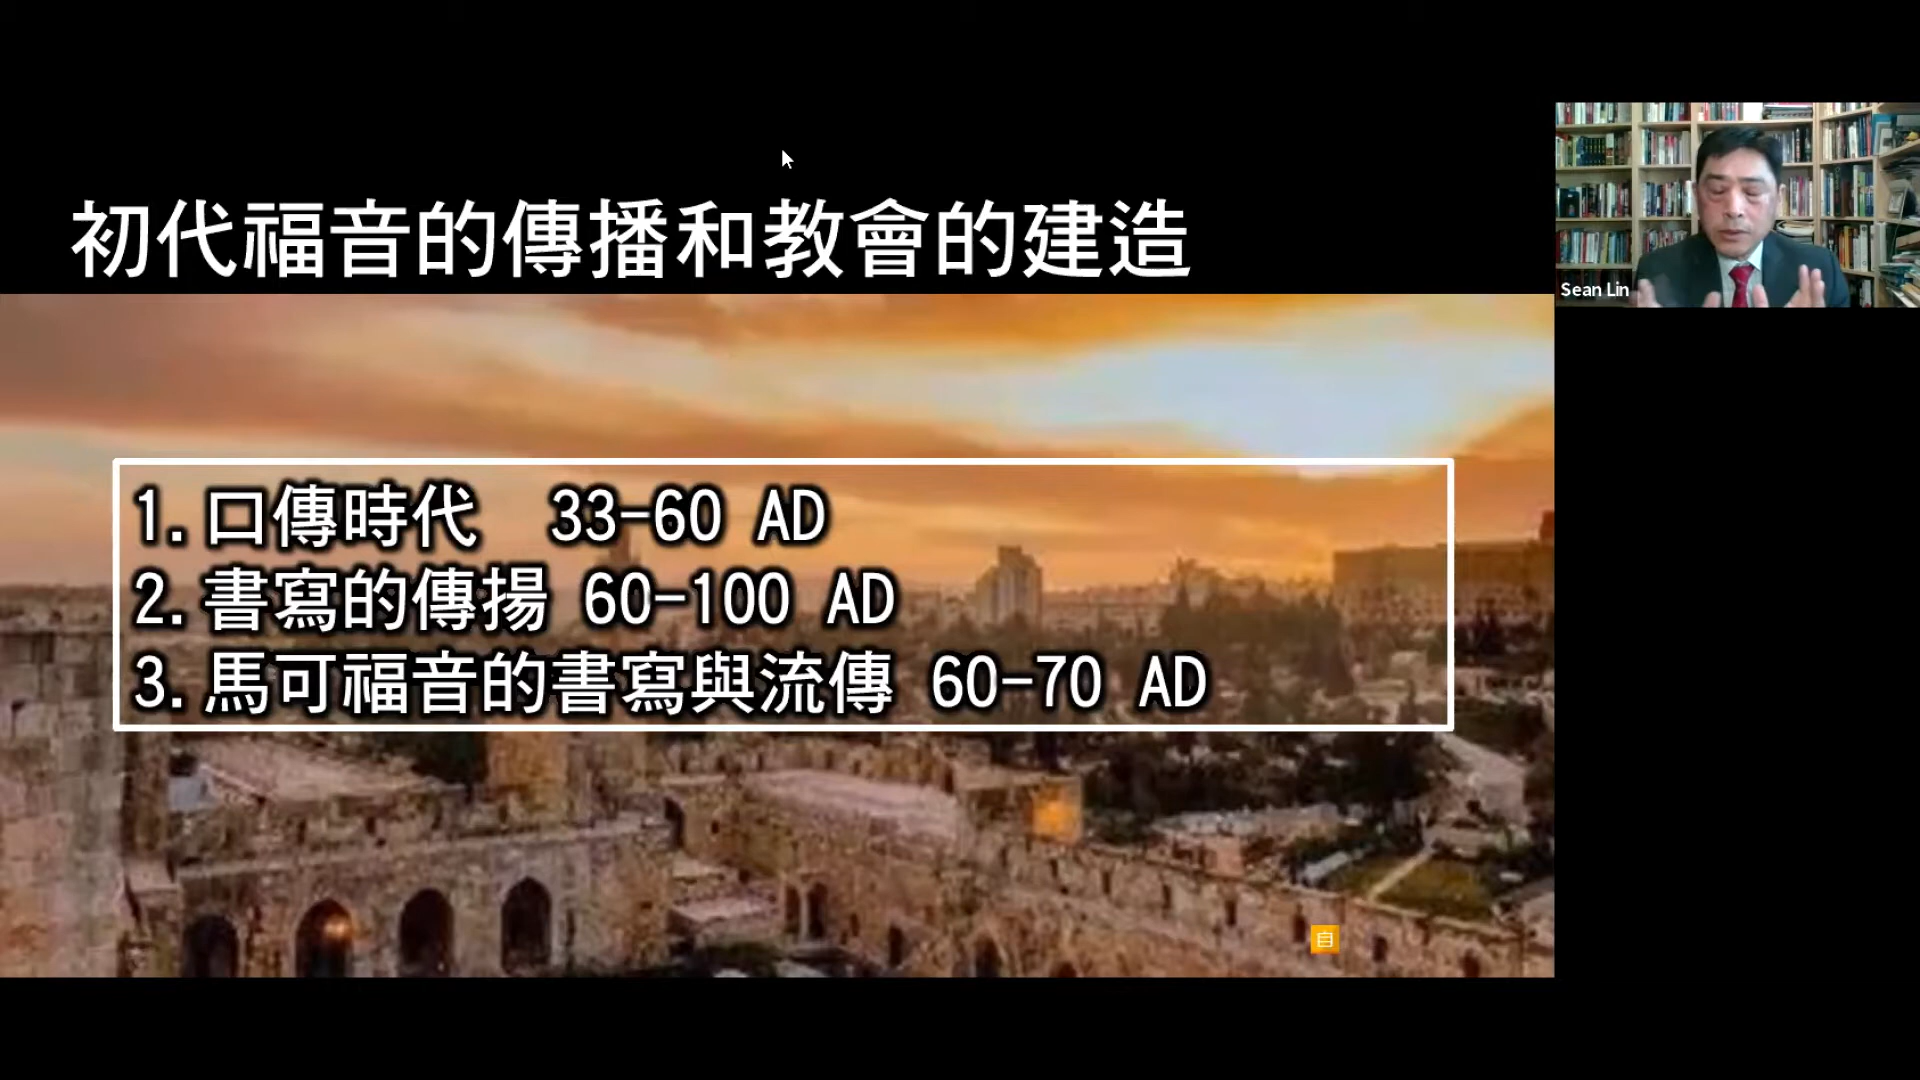 初代福音的傳播和教會的建造
Sean Lin
1.口傳時代 33-60 AD
2.書寫的傳揚 60-100 AD
3.馬可福音的書寫與流傳 60-70 AD
自